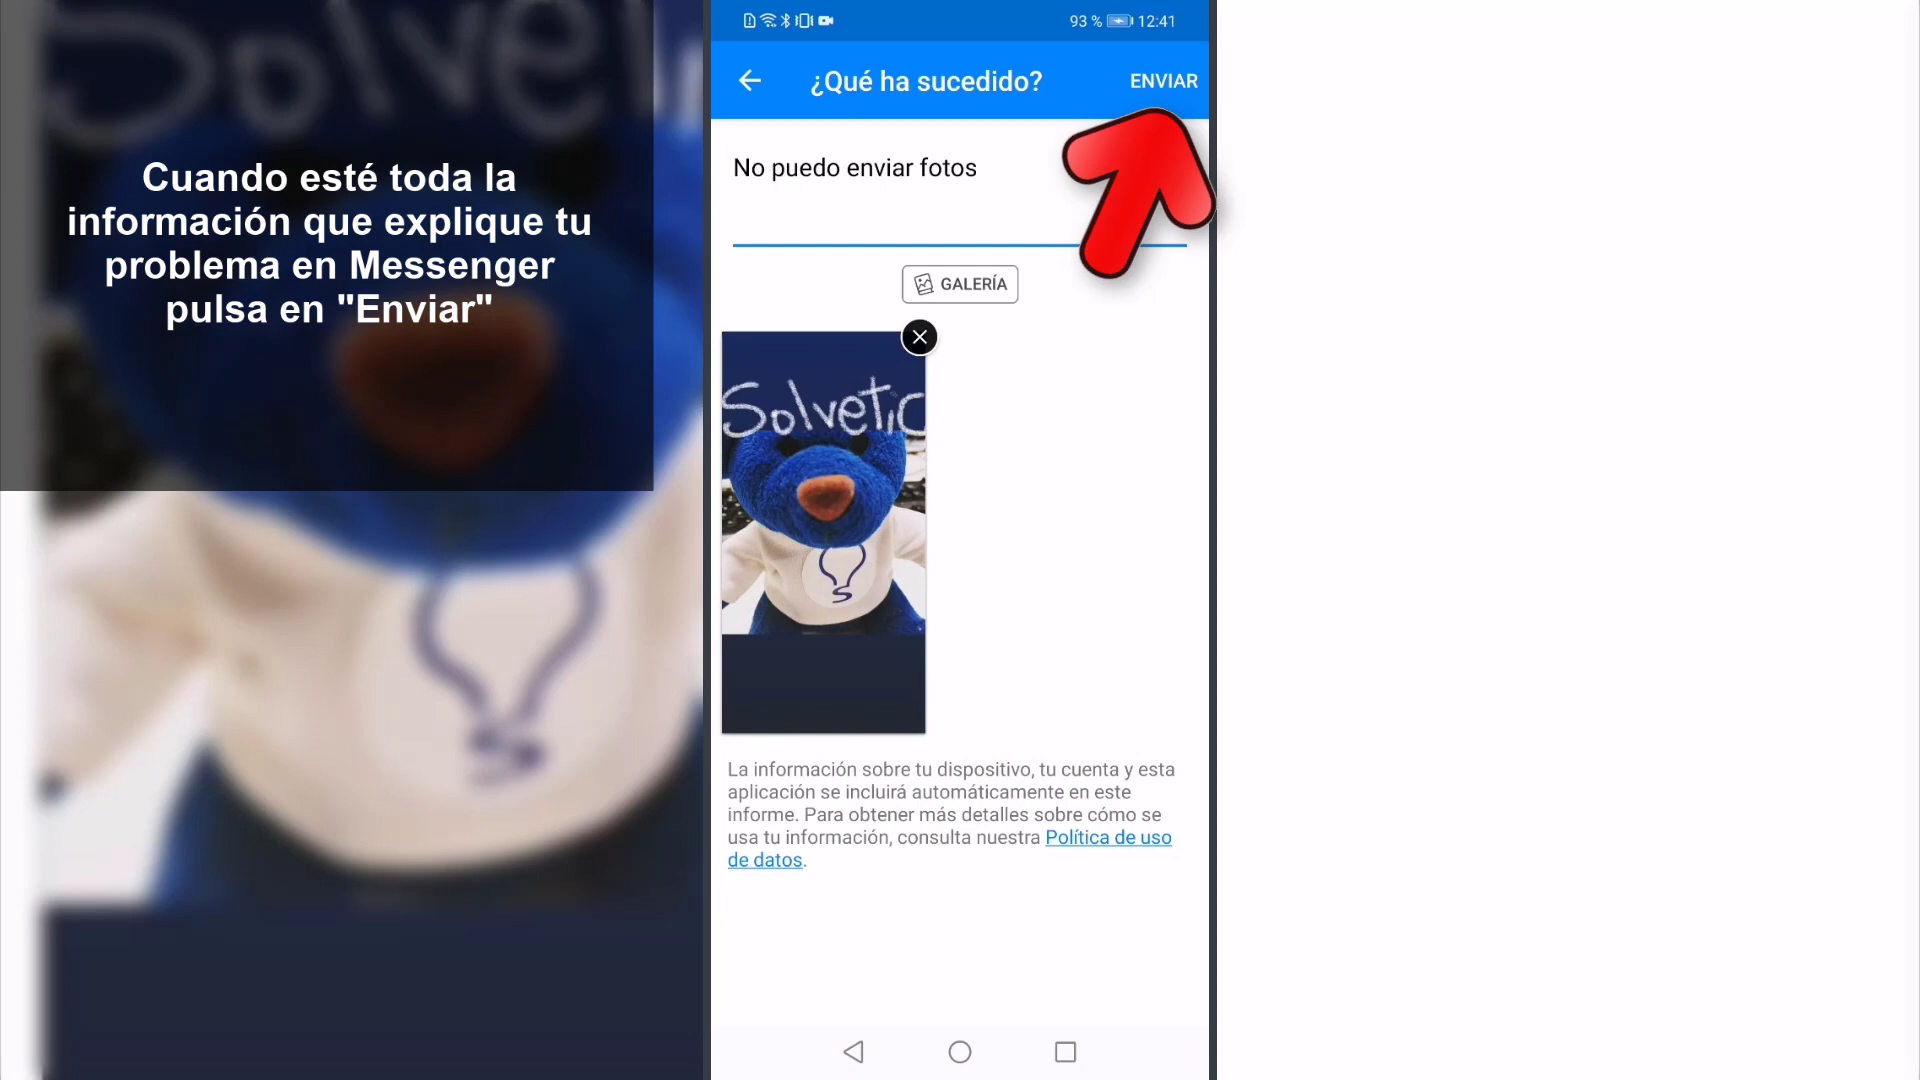 Solvetic
Cuando esté toda la
información que explique tu
problema en Messenger
pulsa en "Enviar"
93 % 12:41
¿Qué ha sucedido? ENVIAR
No puedo enviar fotos
GALERÍA
Solvetic
La información sobre tu dispositivo, tu cuenta y esta
aplicación se incluirá automáticamente en este
informe. Para obtener más detalles sobre cómo se
usa tu información, consulta nuestra Política de uso
de datos.